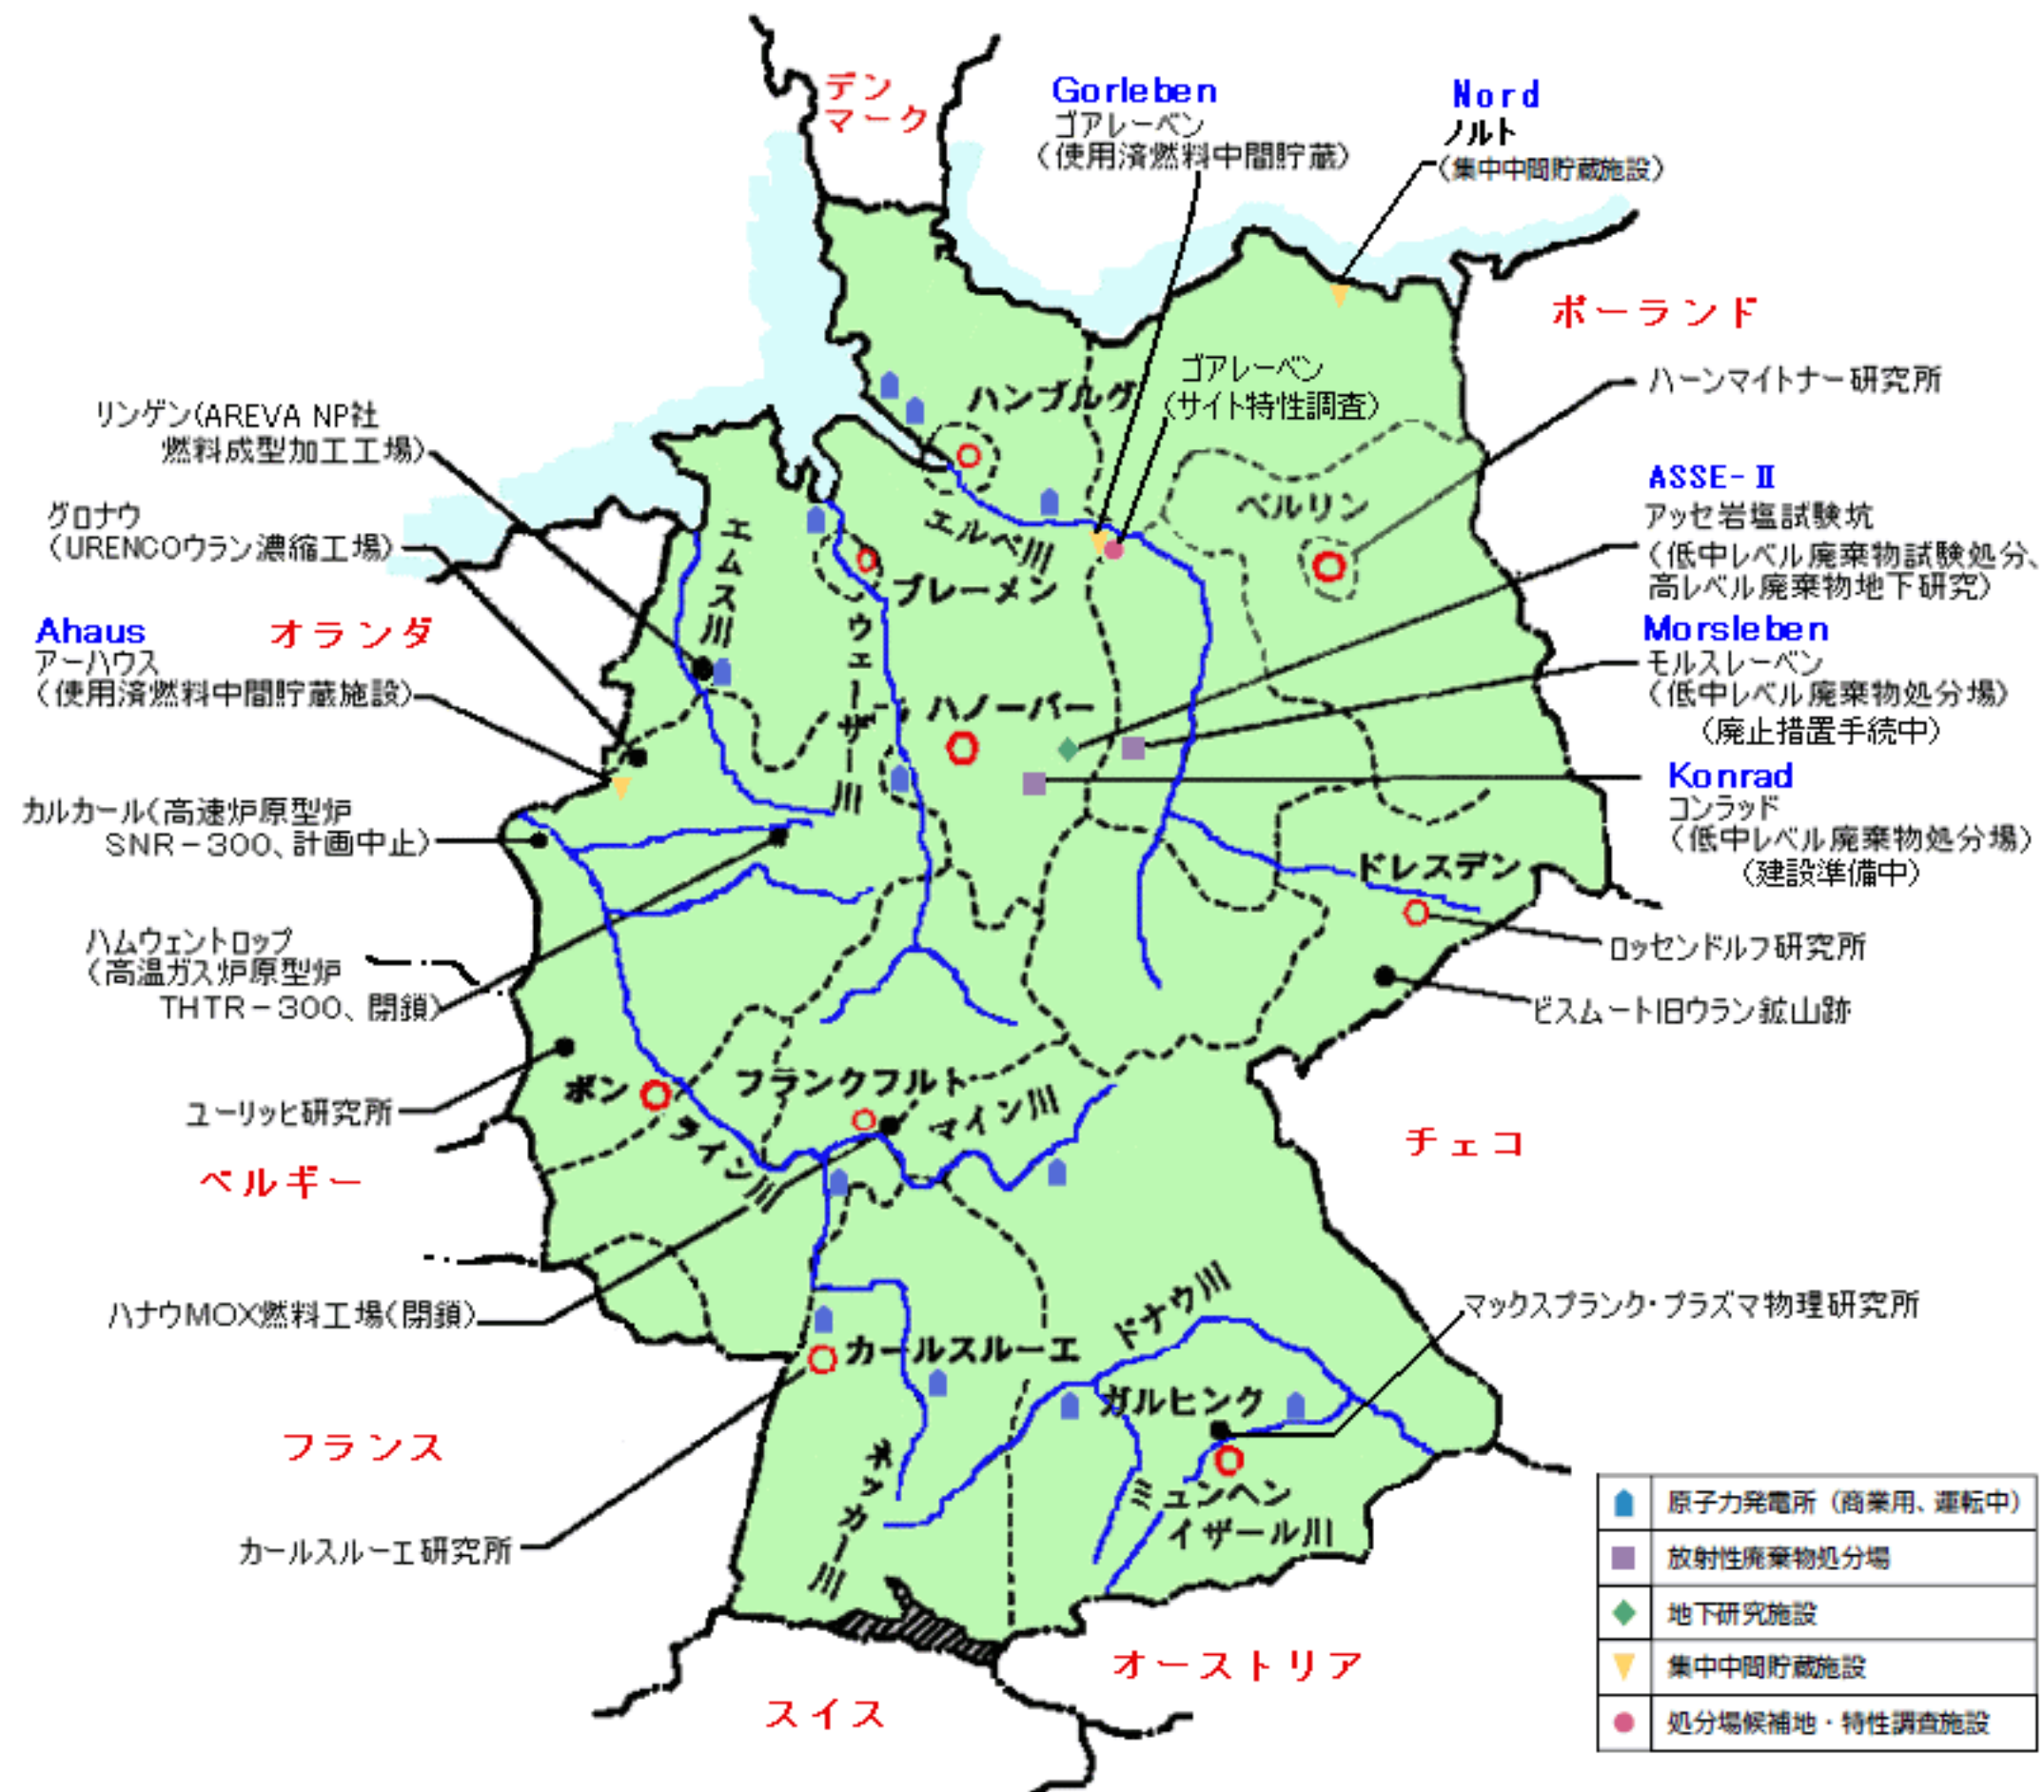 デン
マーク
Gorleben
ゴアレーベン
（使用済燃料中間貯蔵）
Nord
ノルト
（集中中間貯蔵施設）
ポーランド
ゴアレーベン
（サイト特性調査）
ハンブルグ
ハーンマイトナー研究所
リンゲン（AREVA NP社
燃料成型加工工場）
ベルリン
ASSE-Ⅱ
アッセ岩塩試験坑
（低中レベル廃棄物試験処分、
高レベル廃棄物地下研究）
グロナウ
（URENCOウラン濃縮工場）
エムス川
エルベ川
ブレーメン
ウェーザー川
Ahaus
アーハウス
（使用済燃料中間貯蔵施設）
オランダ
Morsleben
モルスレーベン
（低中レベル廃棄物処分場）
（廃止措置手続中）
ハノーバー
Konrad
コンラッド
（低中レベル廃棄物処分場）
（建設準備中）
カルカール（高速炉原型炉
SNR－300、計画中止）
ドレスデン
ハムウェントロップ
（高温ガス炉原型炉
THTR－300、閉鎖）
ロッセンドルフ研究所
ビスムート旧ウラン鉱山跡
ボン
フランクフルト
マイン川
ユーリッヒ研究所
ライン川
チェコ
ベルギー
ハナウMOX燃料工場（閉鎖）
ドナウ川
マックスプランク・プラズマ物理研究所
カールスルーエ
ガルヒンク
フランス
ネッカー川
ミュンヘン
イザール川
カールスルーエ研究所
オーストリア
スイス
原子力発電所（商業用、運転中）
放射性廃棄物処分場
地下研究施設
集中中間貯蔵施設
処分場候補地・特性調査施設